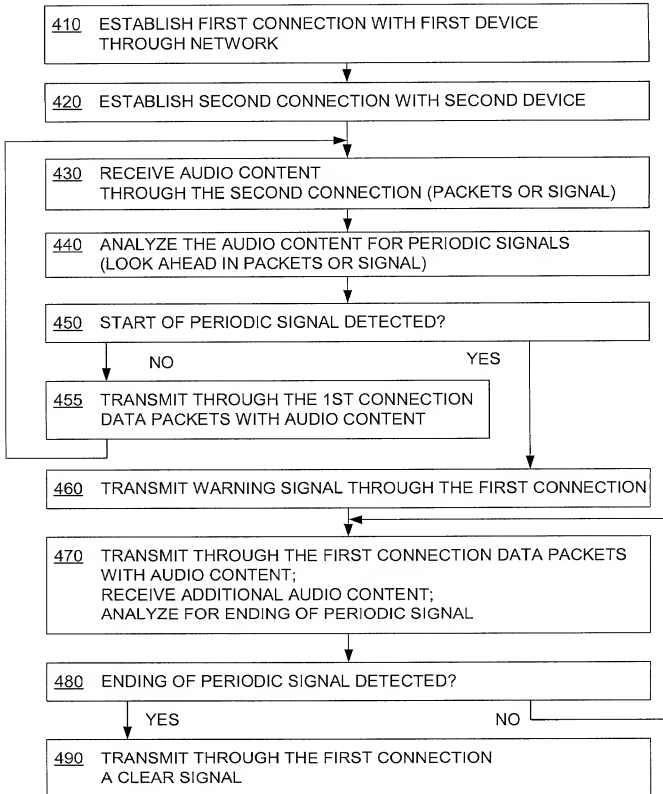 410 ESTABLISH FIRST CONNECTION WITH FIRST DEVICE
THROUGH NETWORK
420 ESTABLISH SECOND CONNECTION WITH SECOND DEVICE
430 RECEIVE AUDIO CONTENT
THROUGH THE SECOND CONNECTION (PACKETS OR SIGNAL)
440 ANALYZE THE AUDIO CONTENT FOR PERIODIC SIGNALS
(LOOK AHEAD IN PACKETS OR SIGNAL)
450 START OF PERIODIC SIGNAL DETECTED?
NO YES
455 TRANSMIT THROUGH THE 1ST CONNECTION
DATA PACKETS WITH AUDIO CONTENT
460 TRANSMIT WARNING SIGNAL THROUGH THE FIRST CONNECTION
470 TRANSMIT THROUGH THE FIRST CONNECTION DATA PACKETS
WITH AUDIO CONTENT;
RECEIVE ADDITIONAL AUDIO CONTENT;
ANALYZE FOR ENDING OF PERIODIC SIGNAL
480 ENDING OF PERIODIC SIGNAL DETECTED?
YES NO
490 TRANSMIT THROUGH THE FIRST CONNECTION
A CLEAR SIGNAL